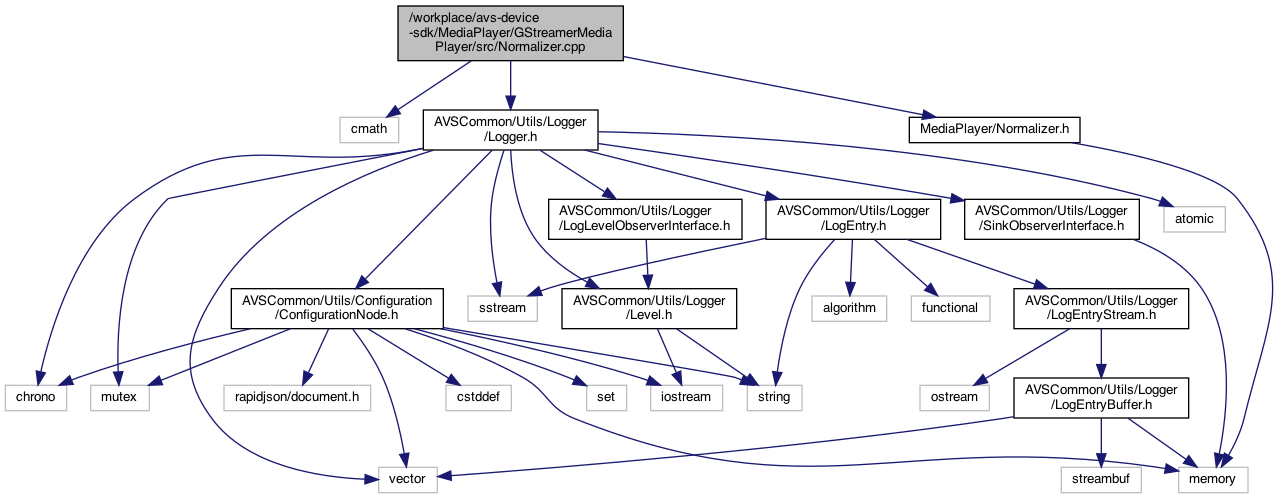 /workplace/avs-device
-sdk/MediaPlayer/GStreamerMedia
Player/src/Normalizer.cpp
cmath
AVSCommon/Utils/Logger
/Logger.h
MediaPlayer/Normalizer.h
AVSCommon/Utils/Logger
/LogLevelObserverInterface.h
AVSCommon/Utils/Logger
/LogEntry.h
AVSCommon/Utils/Logger
/SinkObserverInterface.h
atomic
AVSCommon/Utils/Configuration
/ConfigurationNode.h
sstream
AVSCommon/Utils/Logger
/Level.h
algorithm
functional
AVSCommon/Utils/Logger
/LogEntryStream.h
chrono
mutex
rapidjson/document.h
cstddef
set
iostream
string
ostream
AVSCommon/Utils/Logger
/LogEntryBuffer.h
vector
streambuf
memory